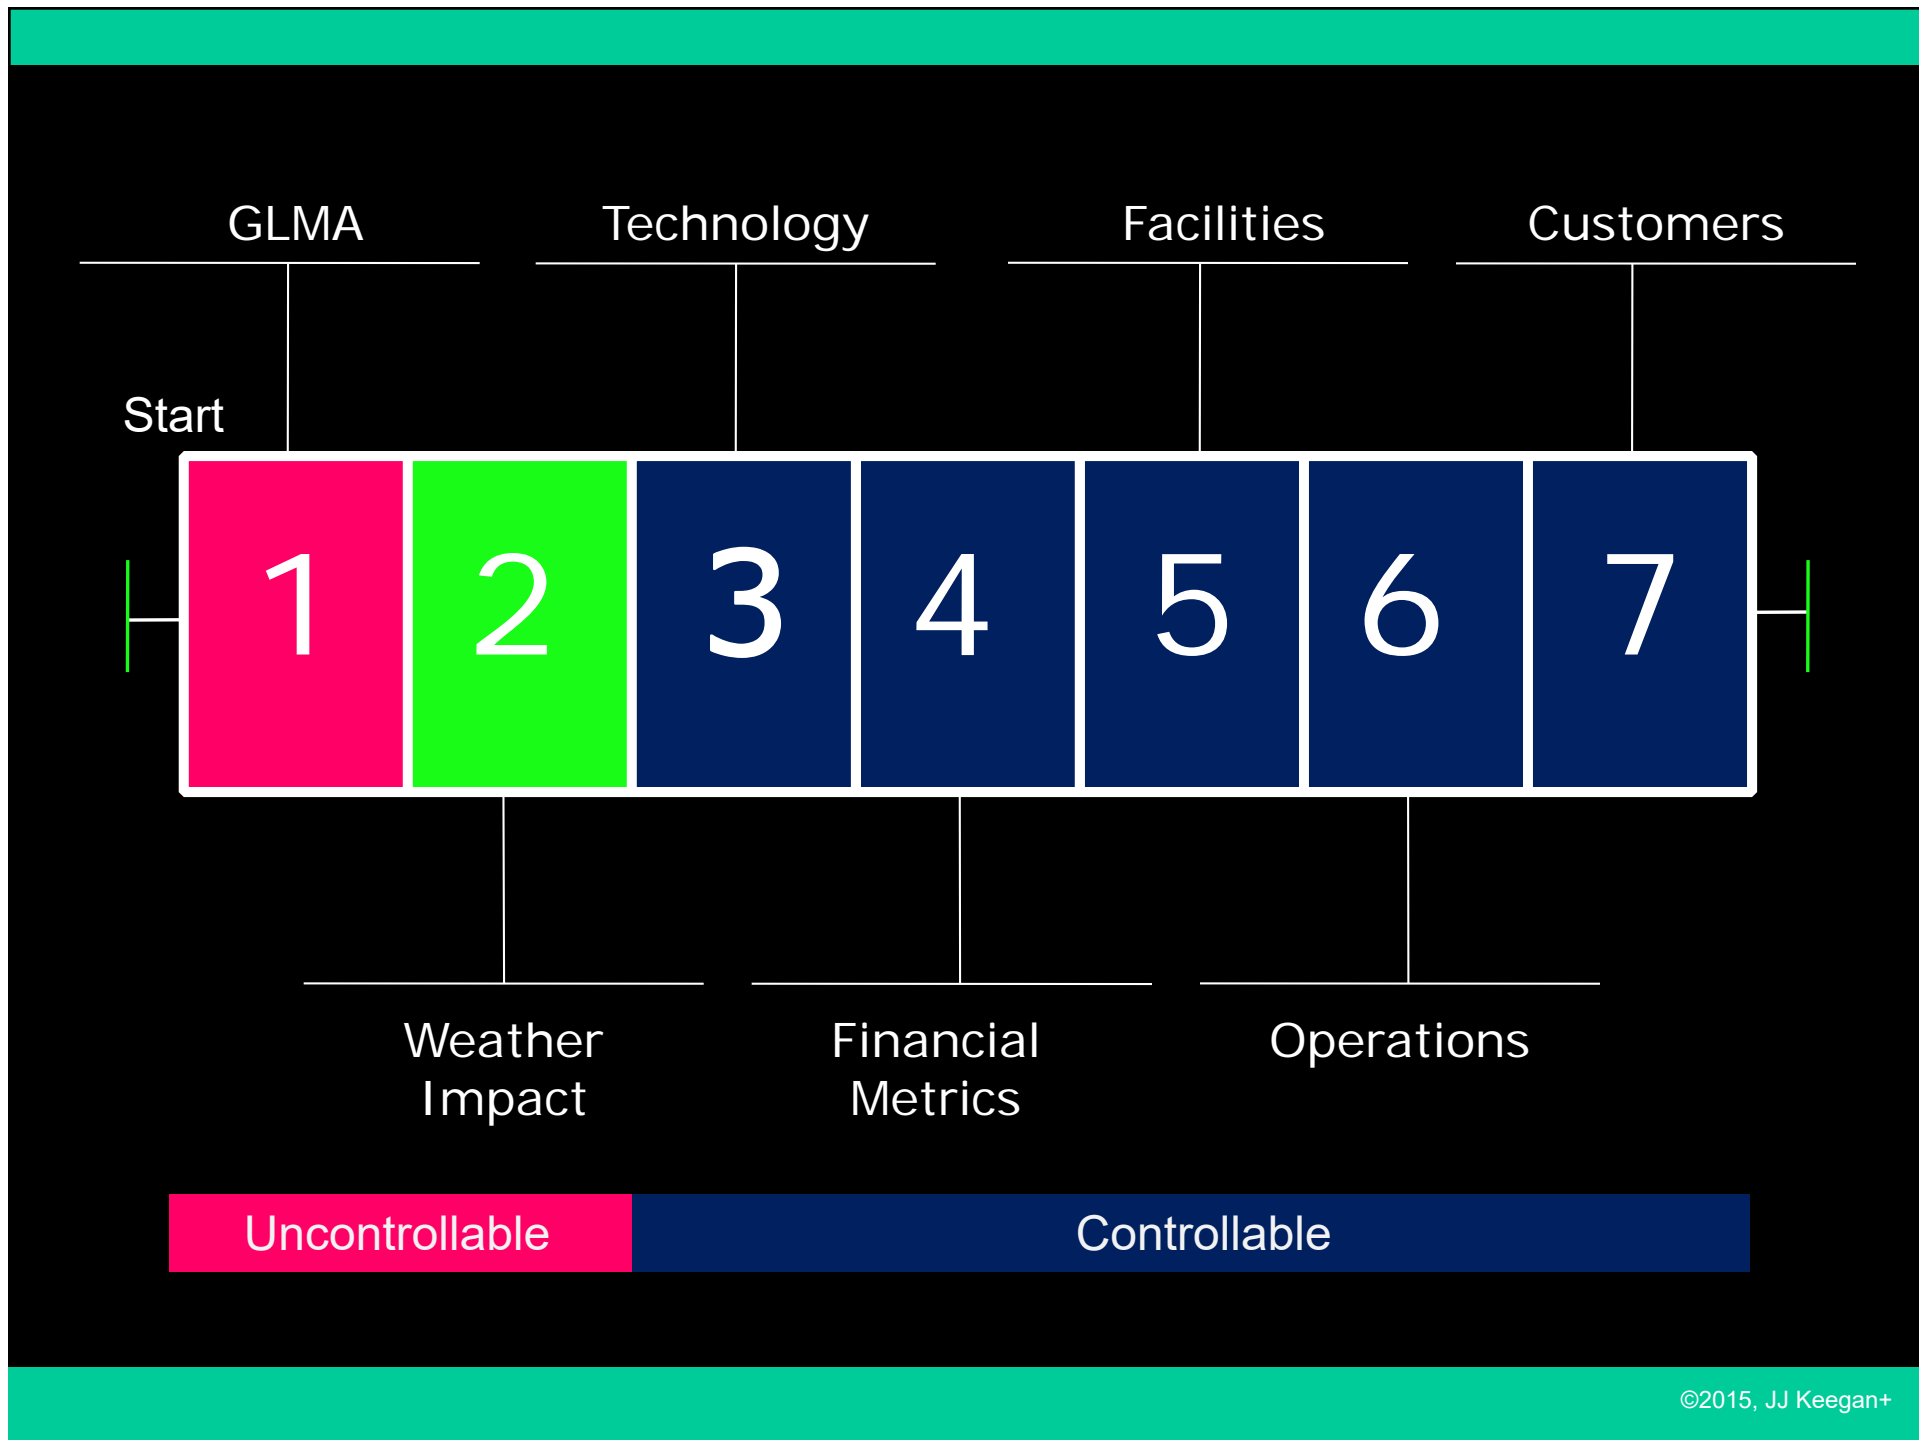 GLMA
Technology
Facilities
Customers
Start
1 2 3 4 5 6 7
Weather
Impact
Financial
Metrics
Operations
Uncontrollable
Controllable
©2015, JJ Keegan+